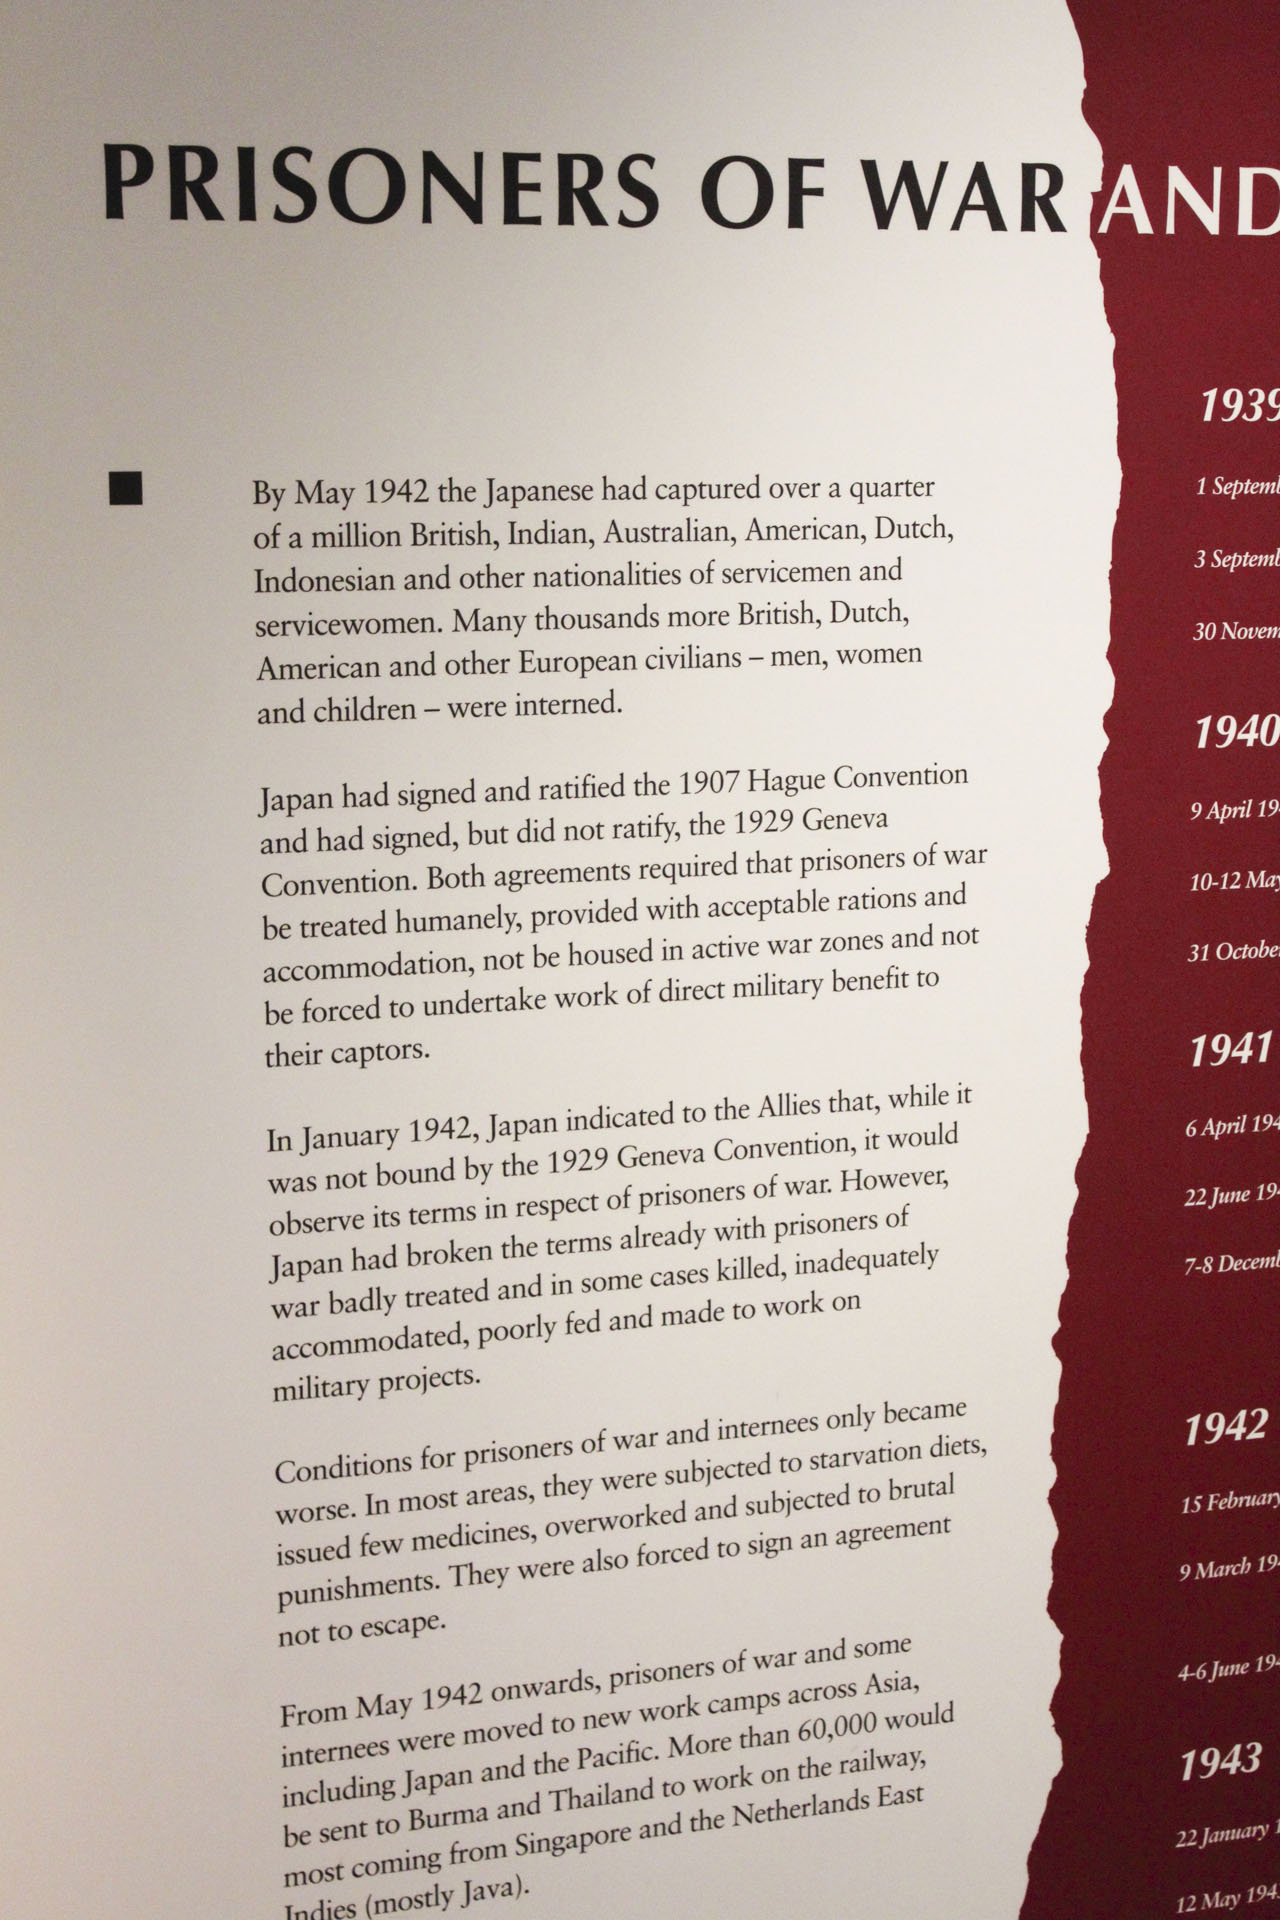 PRISONERS OF WAR AND
By May 1942 the Japanese had captured over a quarter
of a million British, Indian, Australian, American, Dutch,
Indonesian and other nationalities of servicemen and
servicewomen. Many thousands more British, Dutch,
American and other European civilians – men, women
and children – were interned.
Japan had signed and ratified the 1907 Hague Convention
and had signed, but did not ratify, the 1929 Geneva
Convention. Both agreements required that prisoners of war
be treated humanely, provided with acceptable rations and
accommodation, not be housed in active war zones and not
be forced to undertake work of direct military benefit to
their captors.
In January 1942, Japan indicated to the Allies that, while it
was not bound by the 1929 Geneva Convention, it would
observe its terms in respect of prisoners of war. However,
Japan had broken the terms already with prisoners of
war badly treated and in some cases killed, inadequately
accommodated, poorly fed and made to work on
military projects.
Conditions for prisoners of war and internees only became
worse. In most areas, they were subjected to starvation diets,
issued few medicines, overworked and subjected to brutal
punishments. They were also forced to sign an agreement
not to escape.
From May 1942 onwards, prisoners of war and some
internees were moved to new work camps across Asia,
including Japan and the Pacific. More than 60,000 would
be sent to Burma and Thailand to work on the railway,
most coming from Singapore and the Netherlands East
Indies (mostly Java).
1939
1
3
30
1940
9 April
10-12 May
31 October
1941
6 April
22 June
7-8
1942
15 February
9 March
4-6 June
1943
22 January
12 May 1943